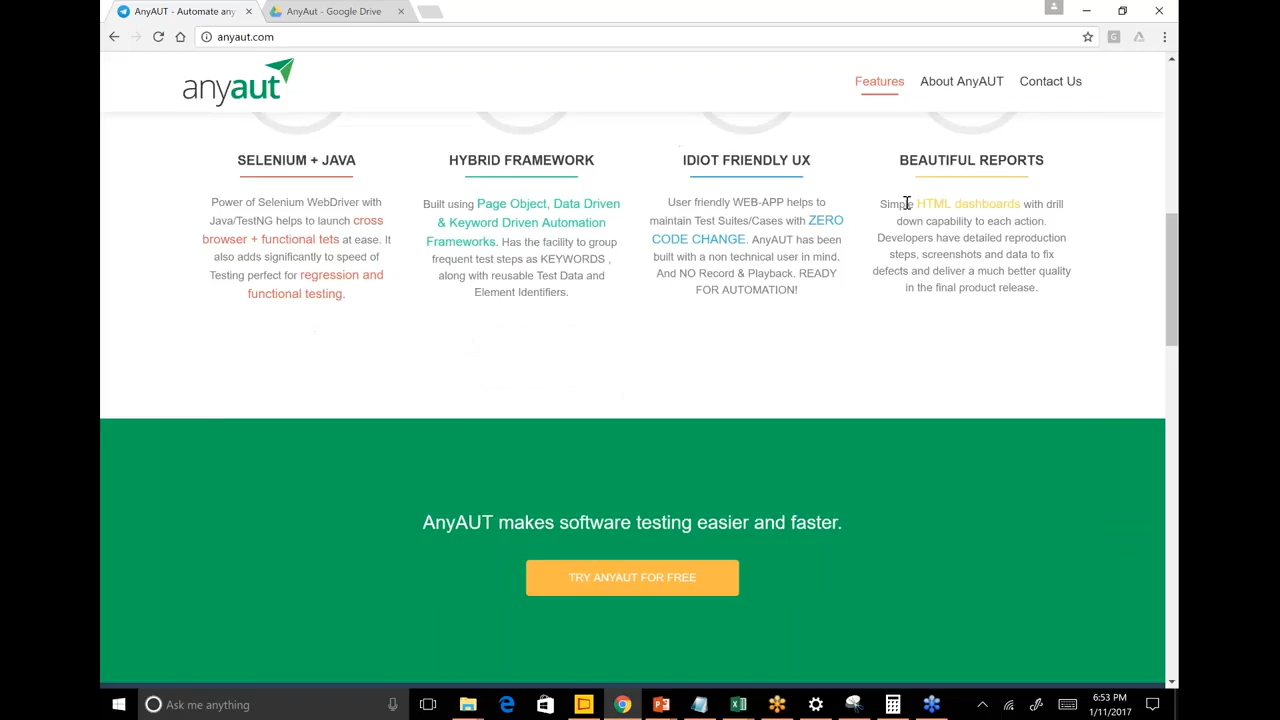 AnyAUT - Automate any
AnyAut - Google Drive
anyaut.com
anyaut
Features
About AnyAUT
Contact Us
SELENIUM + JAVA
Power of Selenium WebDriver with
Java/TestNG helps to launch cross
browser + functional tets at ease. It
also adds significantly to speed of
Testing perfect for regression and
functional testing.
HYBRID FRAMEWORK
Built using Page Object, Data Driven
& Keyword Driven Automation
Frameworks. Has the facility to group
frequent test steps as KEYWORDS ,
along with reusable Test Data and
Element Identifiers.
IDIOT FRIENDLY UX
User friendly WEB-APP helps to
maintain Test Suites/Cases with ZERO
CODE CHANGE. AnyAUT has been
built with a non technical user in mind.
And NO Record & Playback. READY
FOR AUTOMATION!
BEAUTIFUL REPORTS
Simple HTML dashboards with drill
down capability to each action.
Developers have detailed reproduction
steps, screenshots and data to fix
defects and deliver a much better quality
in the final product release.
AnyAUT makes software testing easier and faster.
TRY ANYAUT FOR FREE
Ask me anything
6:53 PM
1/11/2017